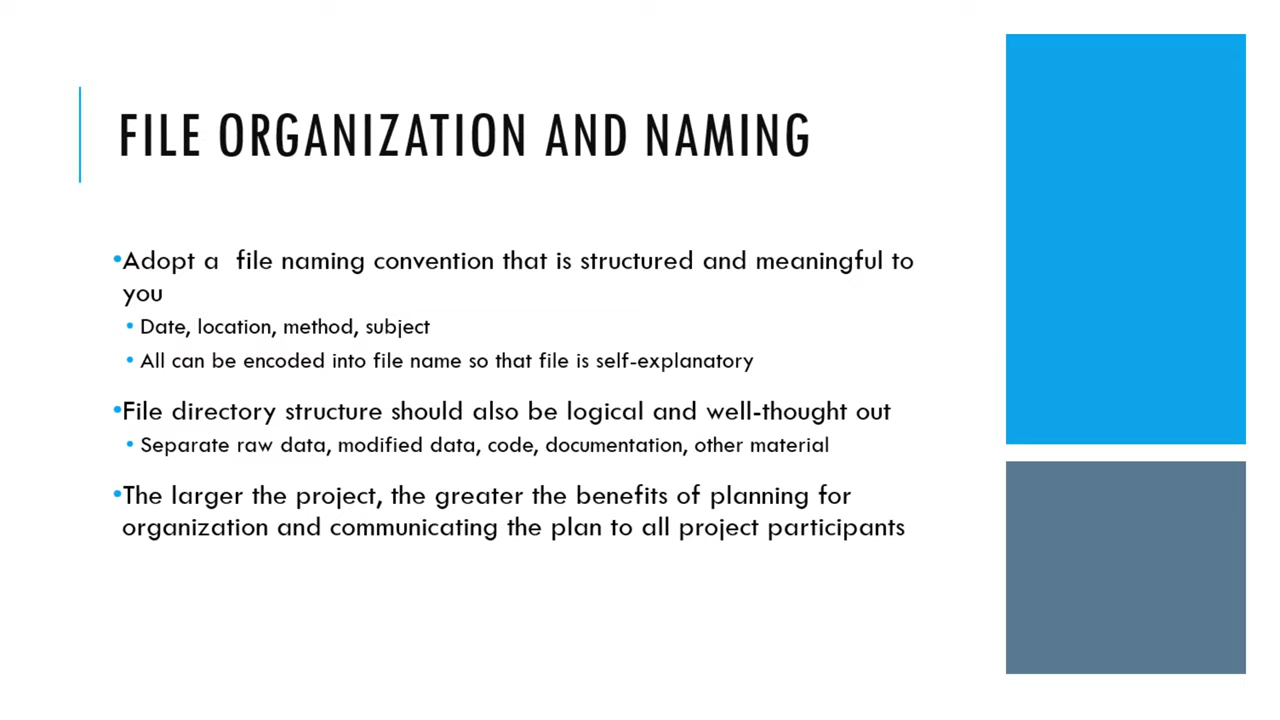 FILE ORGANIZATION AND NAMING
•Adopt a  file naming convention that is structured and meaningful to
you
• Date, location, method, subject
• All can be encoded into file name so that file is self-explanatory
•File directory structure should also be logical and well-thought out
• Separate raw data, modified data, code, documentation, other material
•The larger the project, the greater the benefits of planning for
organization and communicating the plan to all project participants